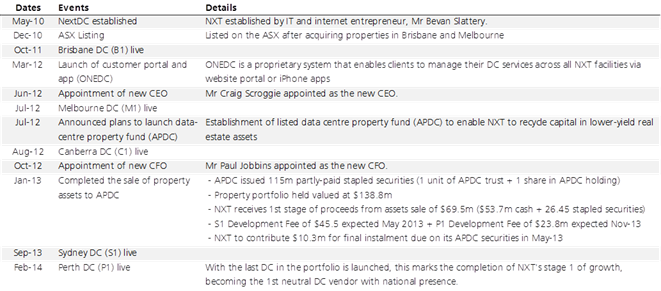 Dates Events Details
May-10 NextDC established NXT established by IT and internet entrepreneur, Mr Bevan Slattery.
Dec-10 ASX Listing Listed on the ASX after acquiring properties in Brisbane and Melbourne
Oct-11 Brisbane DC (B1) live
Mar-12 Launch of customer portal and ONEDC is a proprietary system that enables clients to manage their DC services across all NXT facilities via
app (ONEDC) website portal or iPhone apps
Jun-12 Appointment of new CEO Mr Craig Scroggie appointed as the new CEO.
Jul-12 Melbourne DC (M1) live
Jul-12 Announced plans to launch data- Establishment of listed data centre property fund (APDC) to enable NXT to recycle capital in lower-yield real
centre property fund (APDC) estate assets
Aug-12 Canberra DC (C1) live
Oct-12 Appointment of new CFO Mr Paul Jobbins appointed as the new CFO.
Jan-13 Completed the sale of property - APDC issued 115m partly-paid stapled securities (1 unit of APDC trust + 1 share in APDC holding)
assets to APDC - Property portfolio held valued at $138.8m
- NXT receives 1st stage of proceeds from assets sale of $69.5m ($53.7m cash + 26.45 stapled securities)
- S1 Development Fee of $45.5 expected May 2013 + P1 Development Fee of $23.8m expected Nov-13
- NXT to contribute $10.3m for final instalment due on its APDC securities in May-13
Sep-13 Sydney DC (S1) live
Feb-14 Perth DC (P1) live With the last DC in the portfolio is launched, this marks the completion of NXT's stage 1 of growth,
becoming the 1st neutral DC vendor with national presence.